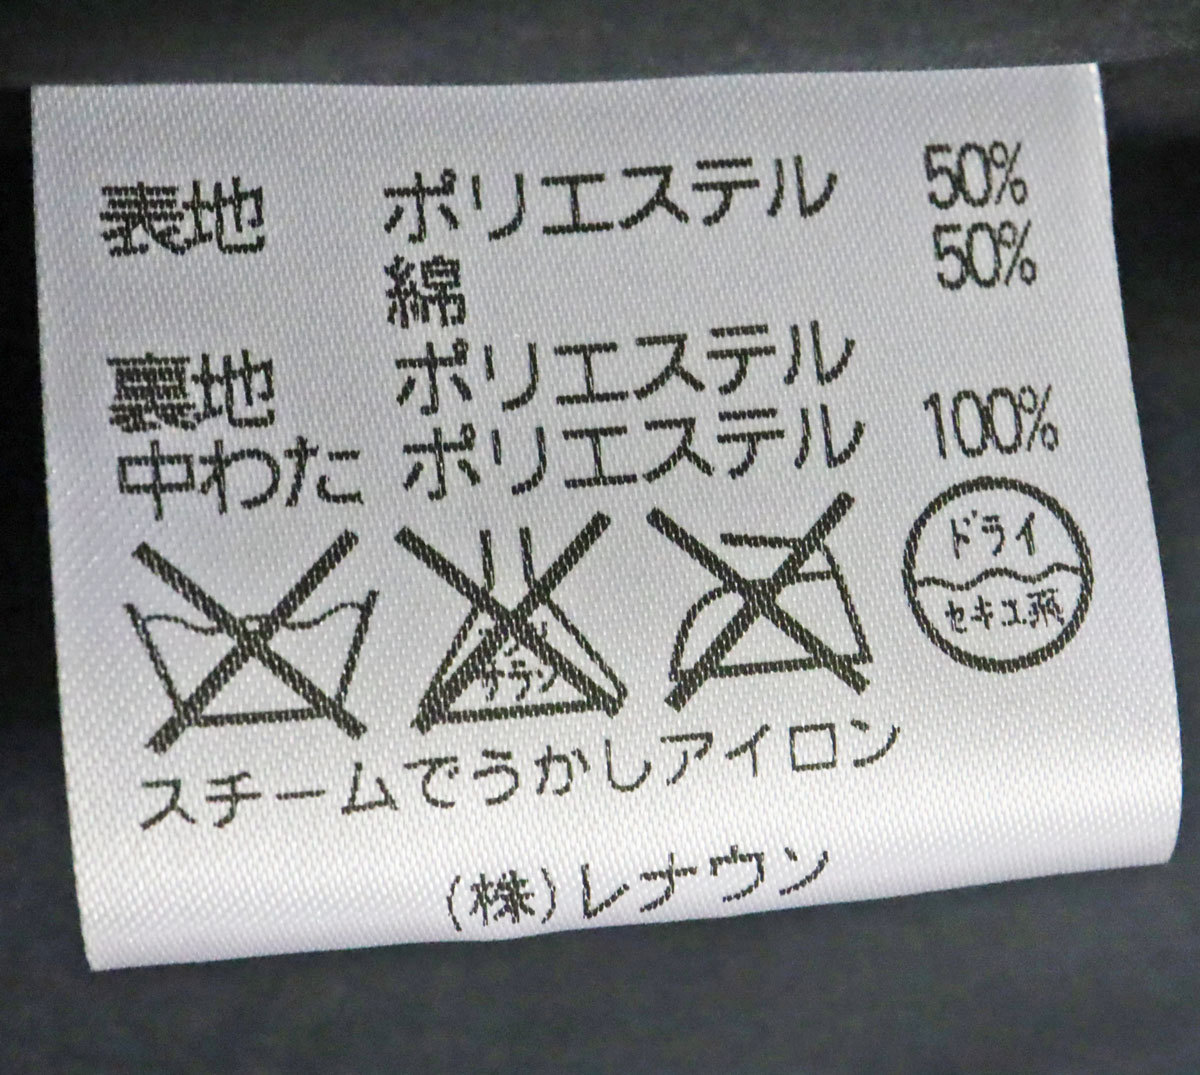 表地 ポリエステル 50%
綿 50%
裏地 ポリエステル
中わた ポリエステル 100%
サラシ
ドライ
セキユ系
スチームでうかしアイロン
(株)レナウン